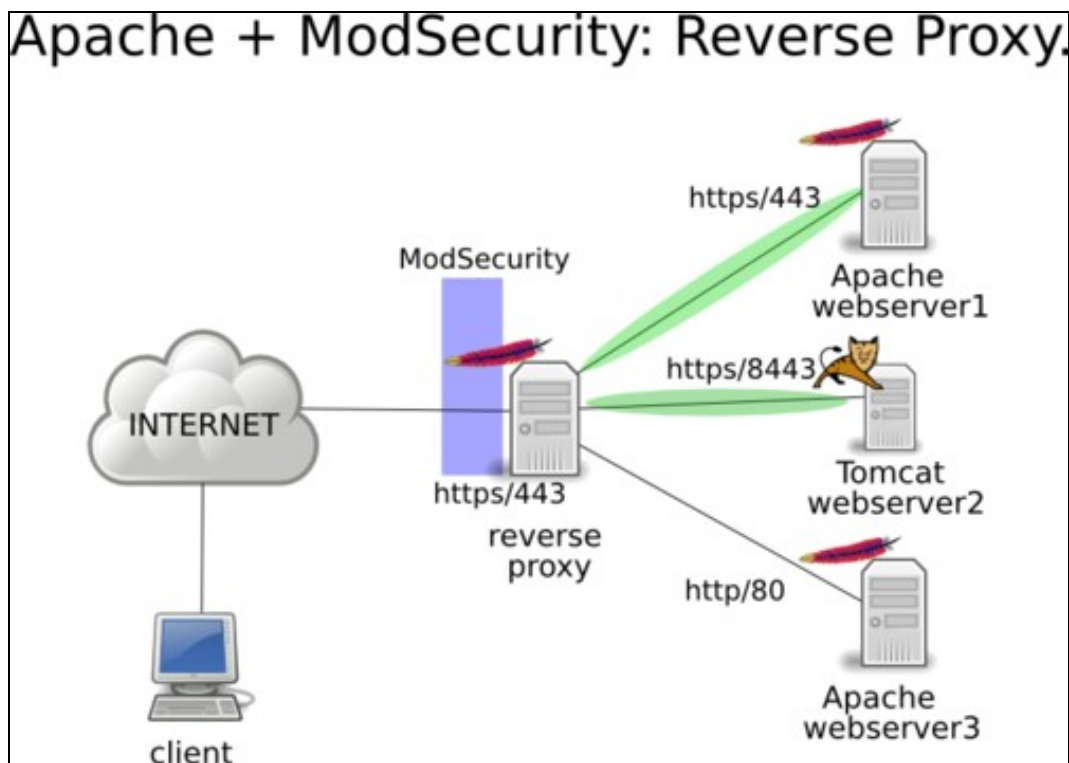 Apache + ModSecurity: Reverse Proxy.
https/443
ModSecurity
Apache
webserver1
https/8443
INTERNET
Tomcat
webserver2
https/443
reverse
proxy
http/80
Apache
webserver3
client